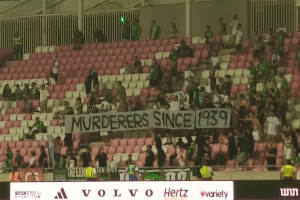 MURDERERS SINCE 1939
VOLVO Hertz variety